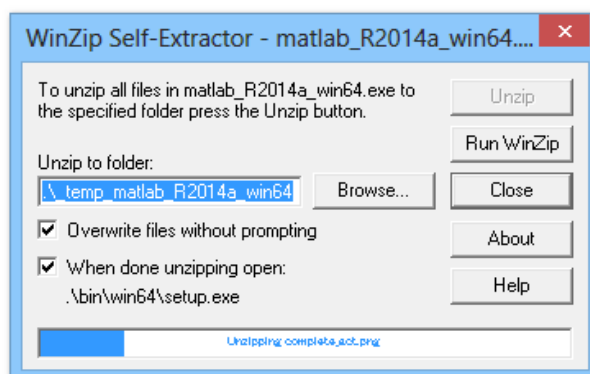 WinZip Self-Extractor - matlab_R2014a_win64....
To unzip all files in matlab_R2014a_win64.exe to
the specified folder press the Unzip button.
Unzip to folder:
.\_temp_matlab_R2014a_win64
Browse...
Overwrite files without prompting
When done unzipping open:
.\bin\win64\setup.exe
Unzip
Run WinZip
Close
About
Help
Unzipping complete_act.png